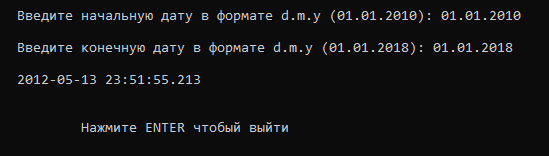 Введите начальную дату в формате d.m.y (01.01.2010): 01.01.2010
Введите конечную дату в формате d.m.y (01.01.2018): 01.01.2018
2012-05-13 23:51:55.213
Нажмите ENTER чтобый выйти